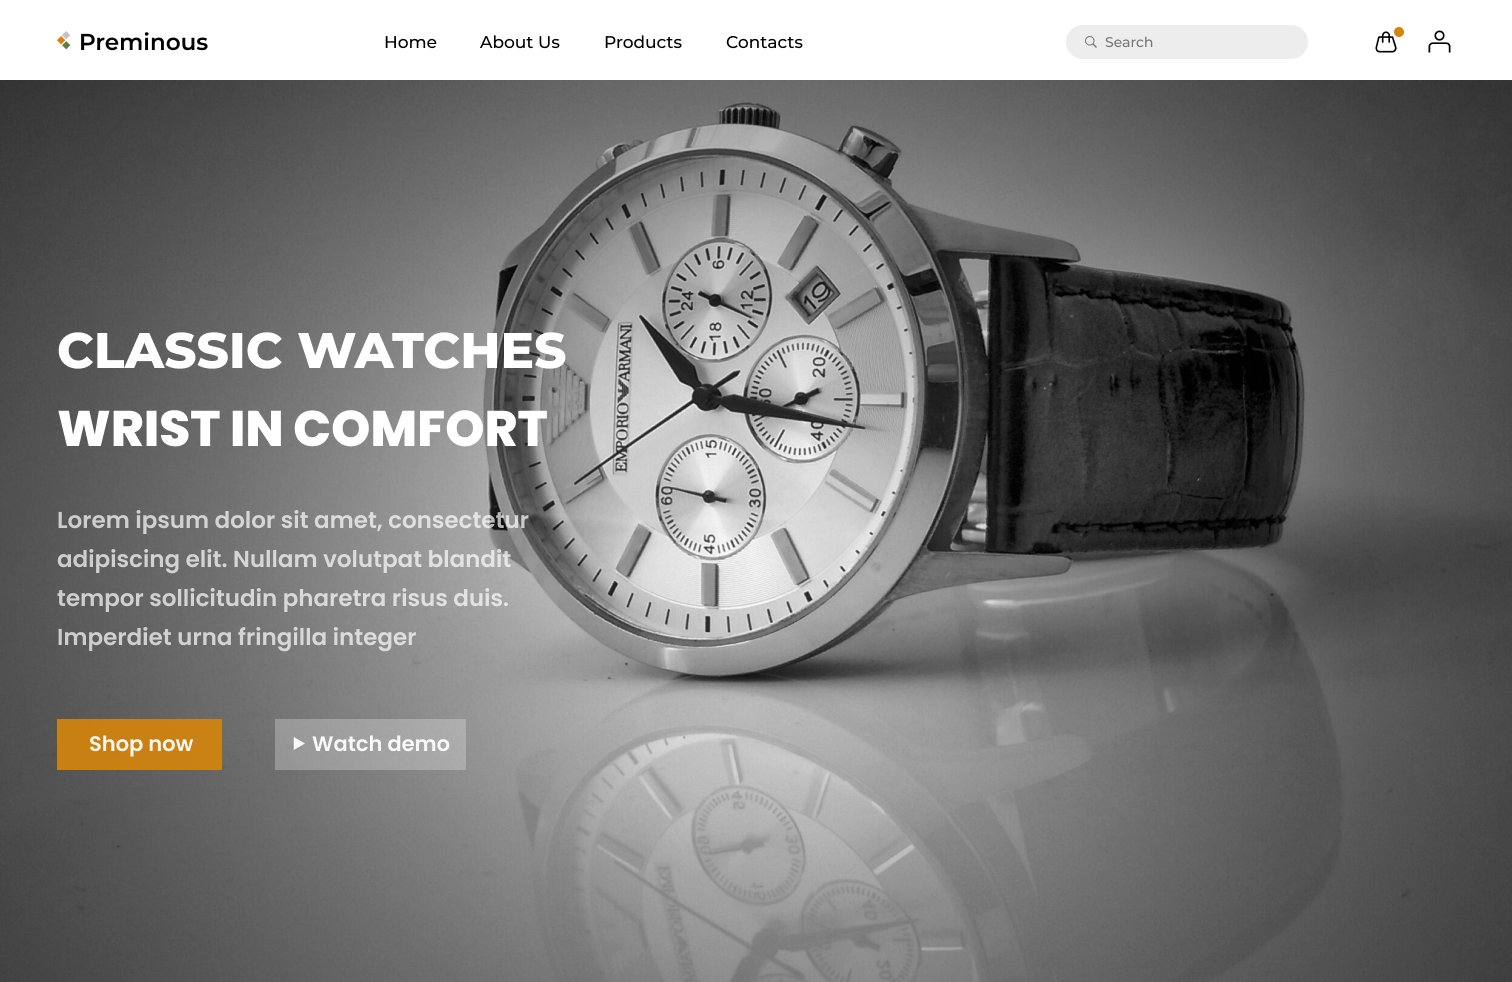 Preminous
Home About Us Products Contacts
Search
CLASSIC WATCHES
WRIST IN COMFORT
Lorem ipsum dolor sit amet, consectetur
adipiscing elit. Nullam volutpat blandit
tempor sollicitudin pharetra risus duis.
Imperdiet urna fringilla integer
Shop now
Watch demo
EMPORIO ARMANI
6
12
18
24
19
20
40
60
15
30
45
60